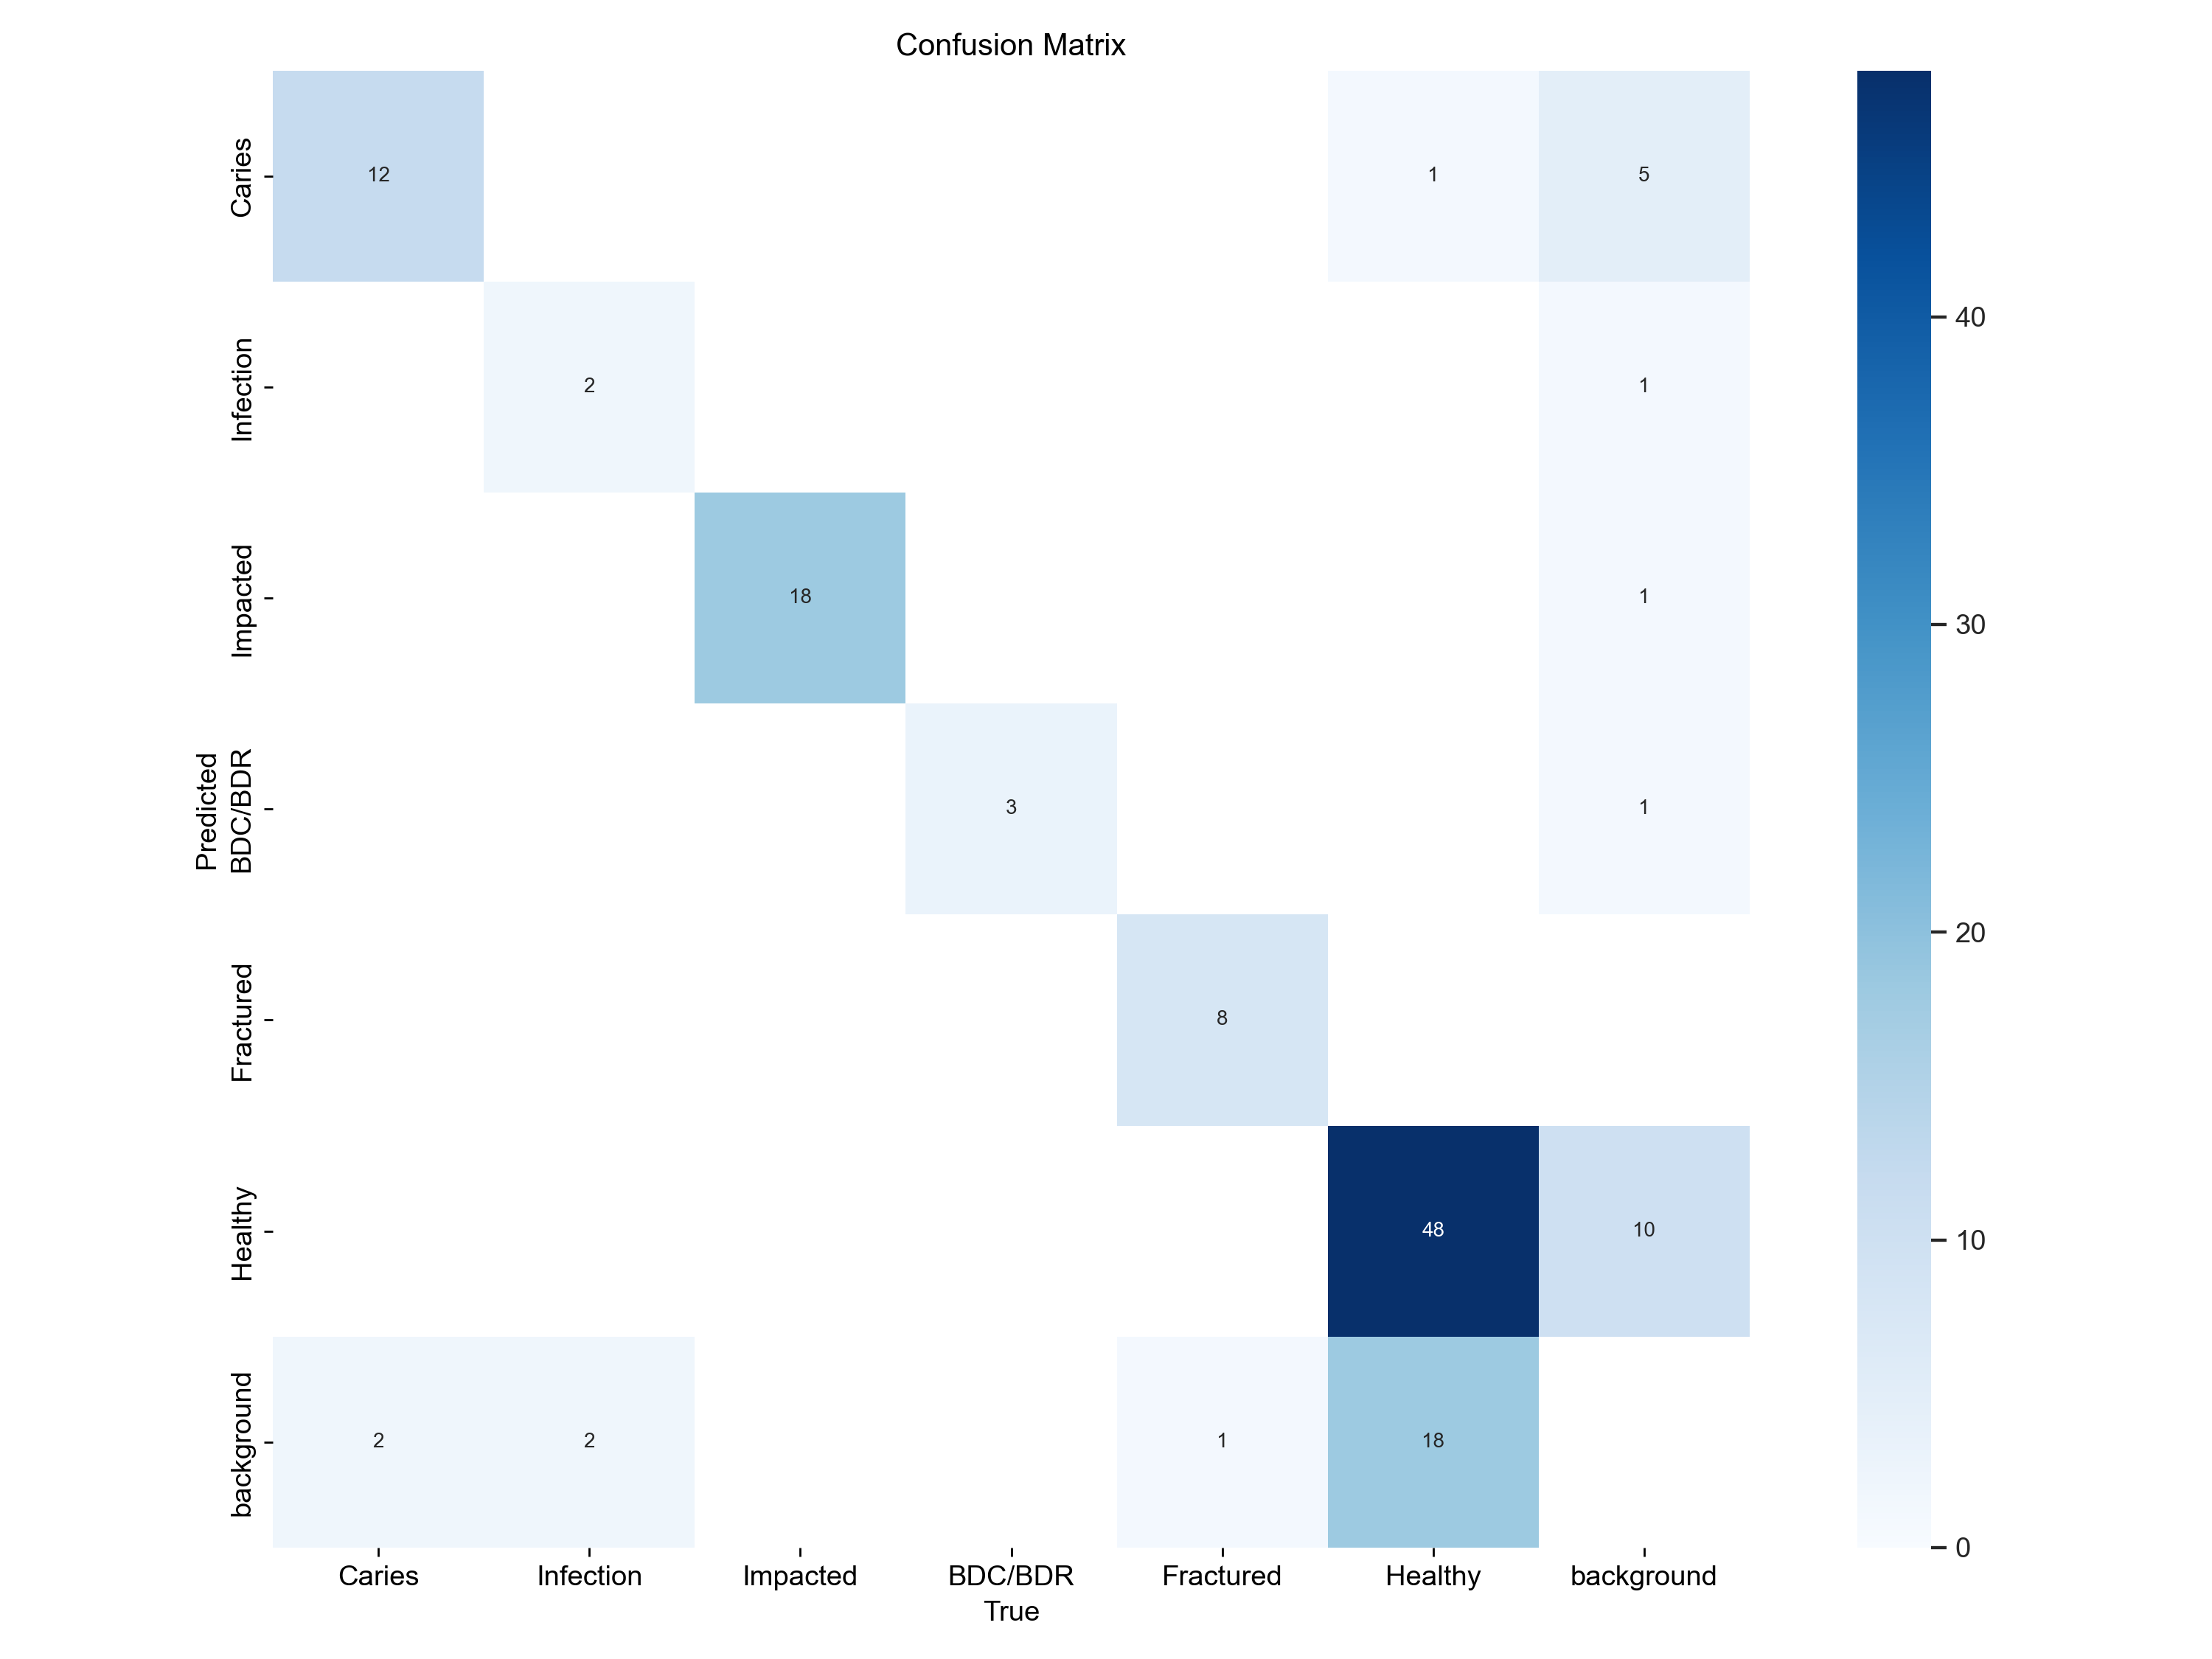 Confusion Matrix
Caries
12
1
5
Infection
2
1
40
Impacted
18
1
30
Predicted
BDC/BDR
3
1
20
Fractured
8
Healthy
48
10
10
background
2
2
1
18
0
Caries
Infection
Impacted
BDC/BDR
Fractured
Healthy
background
True